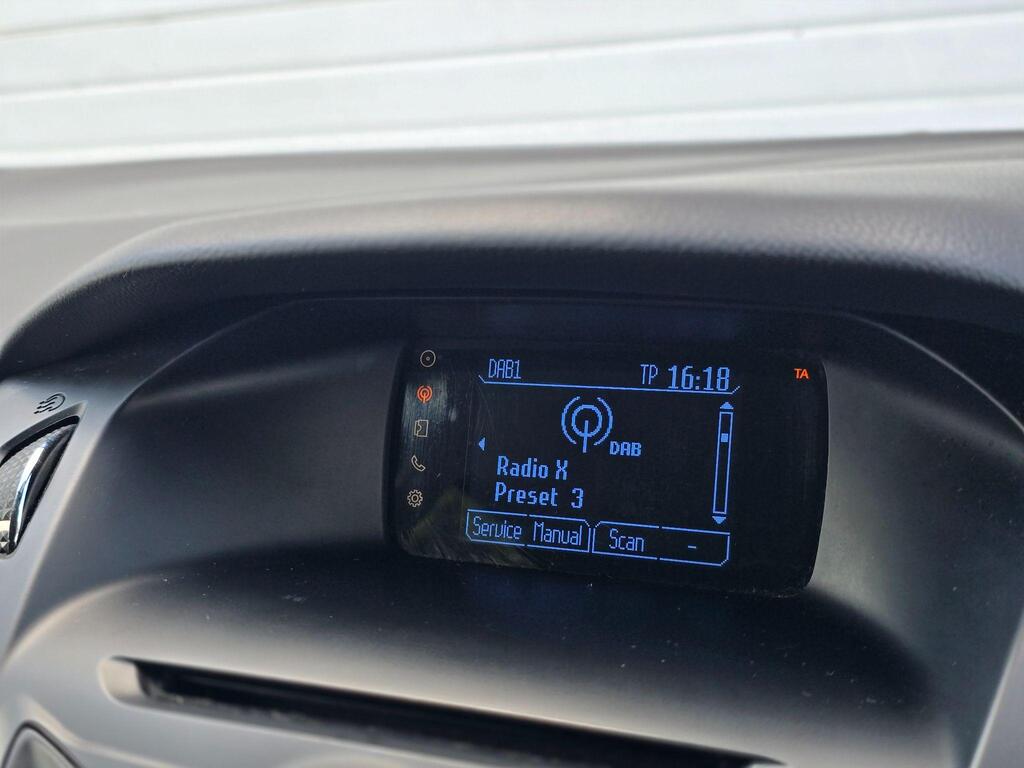 DAB1 TP 16:18 TA
DAB
Radio X
Preset 3
Service Manual Scan -